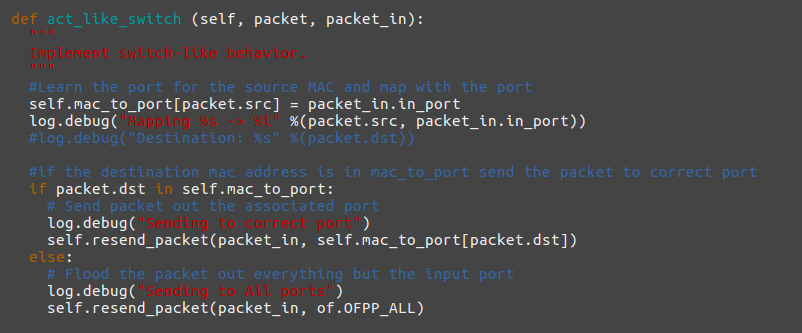 def act_like_switch (self, packet, packet_in):
"""
Implement switch-like behavior.
"""
#Learn the port for the source MAC and map with the port
self.mac_to_port[packet.src] = packet_in.in_port
log.debug("Mapping %s -> %i" %(packet.src, packet_in.in_port))
#log.debug("Destination: %s" %(packet.dst))
#if the destination mac address is in mac_to_port send the packet to correct port
if packet.dst in self.mac_to_port:
# Send packet out the associated port
log.debug("Sending to correct port")
self.resend_packet(packet_in, self.mac_to_port[packet.dst])
else:
# Flood the packet out everything but the input port
log.debug("Sending to All ports")
self.resend_packet(packet_in, of.OFPP_ALL)